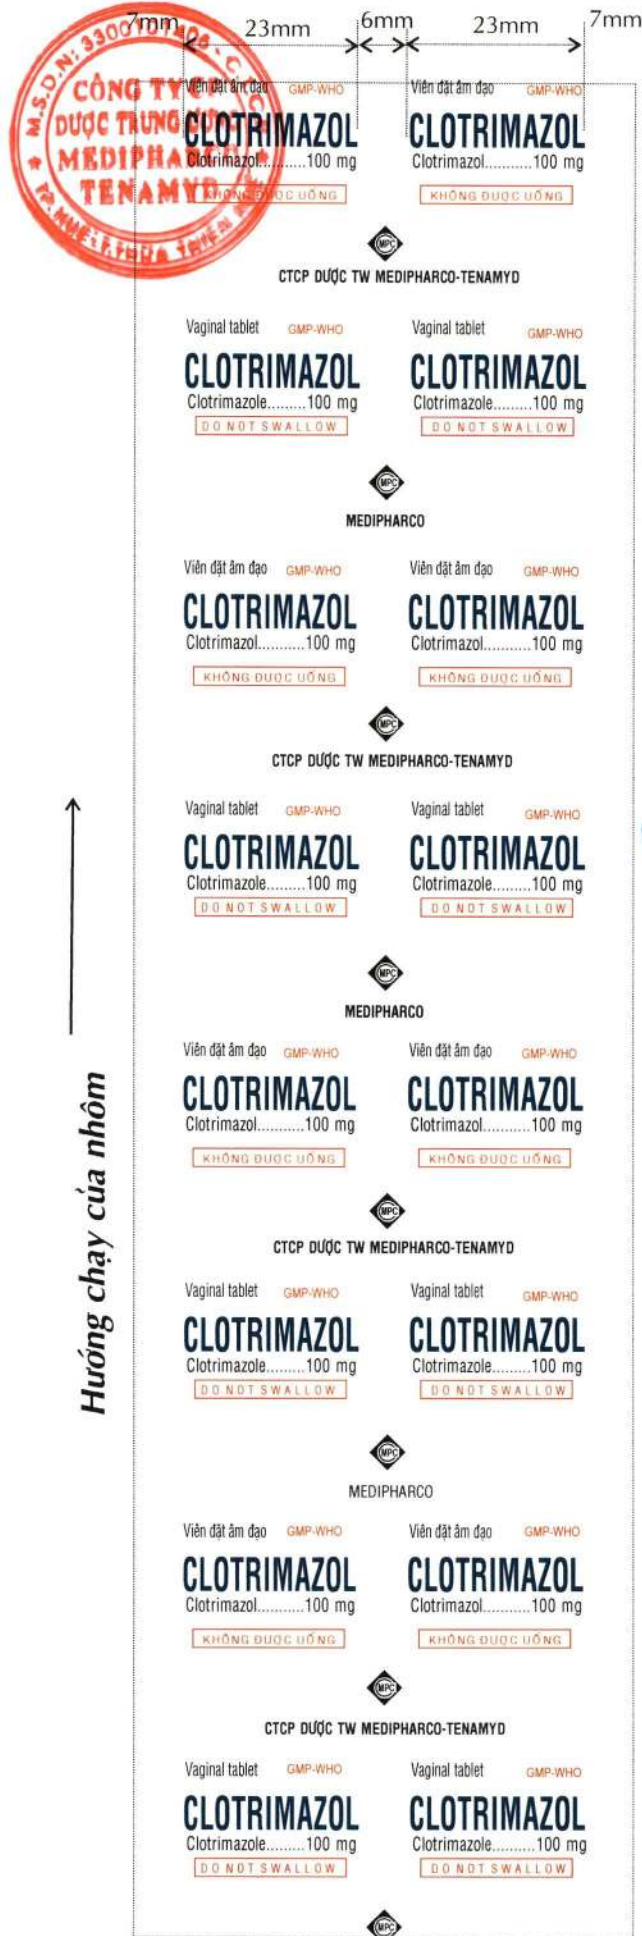 7mm 23mm 6mm 23mm 7mm
M.S.D.N: 3300101406 - C.T.C.P
CÔNG TY CP
DƯỢC TRUNG ƯƠNG
MEDIPHARCO
TENAMYD
TP. HUẾ - T. THỪA THIÊN
Viên đặt âm đạo GMP-WHO Viên đặt âm đạo GMP-WHO
CLOTRIMAZOL CLOTRIMAZOL
Clotrimazol...........100 mg Clotrimazol...........100 mg
KHÔNG ĐƯỢC UỐNG KHÔNG ĐƯỢC UỐNG
MPC
CTCP DƯỢC TW MEDIPHARCO-TENAMYD
Vaginal tablet GMP-WHO Vaginal tablet GMP-WHO
CLOTRIMAZOL CLOTRIMAZOL
Clotrimazole.........100 mg Clotrimazole.........100 mg
DO NOT SWALLOW DO NOT SWALLOW
MPC
MEDIPHARCO
Viên đặt âm đạo GMP-WHO Viên đặt âm đạo GMP-WHO
CLOTRIMAZOL CLOTRIMAZOL
Clotrimazol...........100 mg Clotrimazol...........100 mg
KHÔNG ĐƯỢC UỐNG KHÔNG ĐƯỢC UỐNG
MPC
CTCP DƯỢC TW MEDIPHARCO-TENAMYD
Vaginal tablet GMP-WHO Vaginal tablet GMP-WHO
CLOTRIMAZOL CLOTRIMAZOL
Clotrimazole.........100 mg Clotrimazole.........100 mg
DO NOT SWALLOW DO NOT SWALLOW
MPC
MEDIPHARCO
Viên đặt âm đạo GMP-WHO Viên đặt âm đạo GMP-WHO
CLOTRIMAZOL CLOTRIMAZOL
Clotrimazol...........100 mg Clotrimazol...........100 mg
KHÔNG ĐƯỢC UỐNG KHÔNG ĐƯỢC UỐNG
MPC
CTCP DƯỢC TW MEDIPHARCO-TENAMYD
Vaginal tablet GMP-WHO Vaginal tablet GMP-WHO
CLOTRIMAZOL CLOTRIMAZOL
Clotrimazole.........100 mg Clotrimazole.........100 mg
DO NOT SWALLOW DO NOT SWALLOW
MPC
MEDIPHARCO
Viên đặt âm đạo GMP-WHO Viên đặt âm đạo GMP-WHO
CLOTRIMAZOL CLOTRIMAZOL
Clotrimazol...........100 mg Clotrimazol...........100 mg
KHÔNG ĐƯỢC UỐNG KHÔNG ĐƯỢC UỐNG
MPC
CTCP DƯỢC TW MEDIPHARCO-TENAMYD
Vaginal tablet GMP-WHO Vaginal tablet GMP-WHO
CLOTRIMAZOL CLOTRIMAZOL
Clotrimazole.........100 mg Clotrimazole.........100 mg
DO NOT SWALLOW DO NOT SWALLOW
MPC
Hướng chạy của nhôm